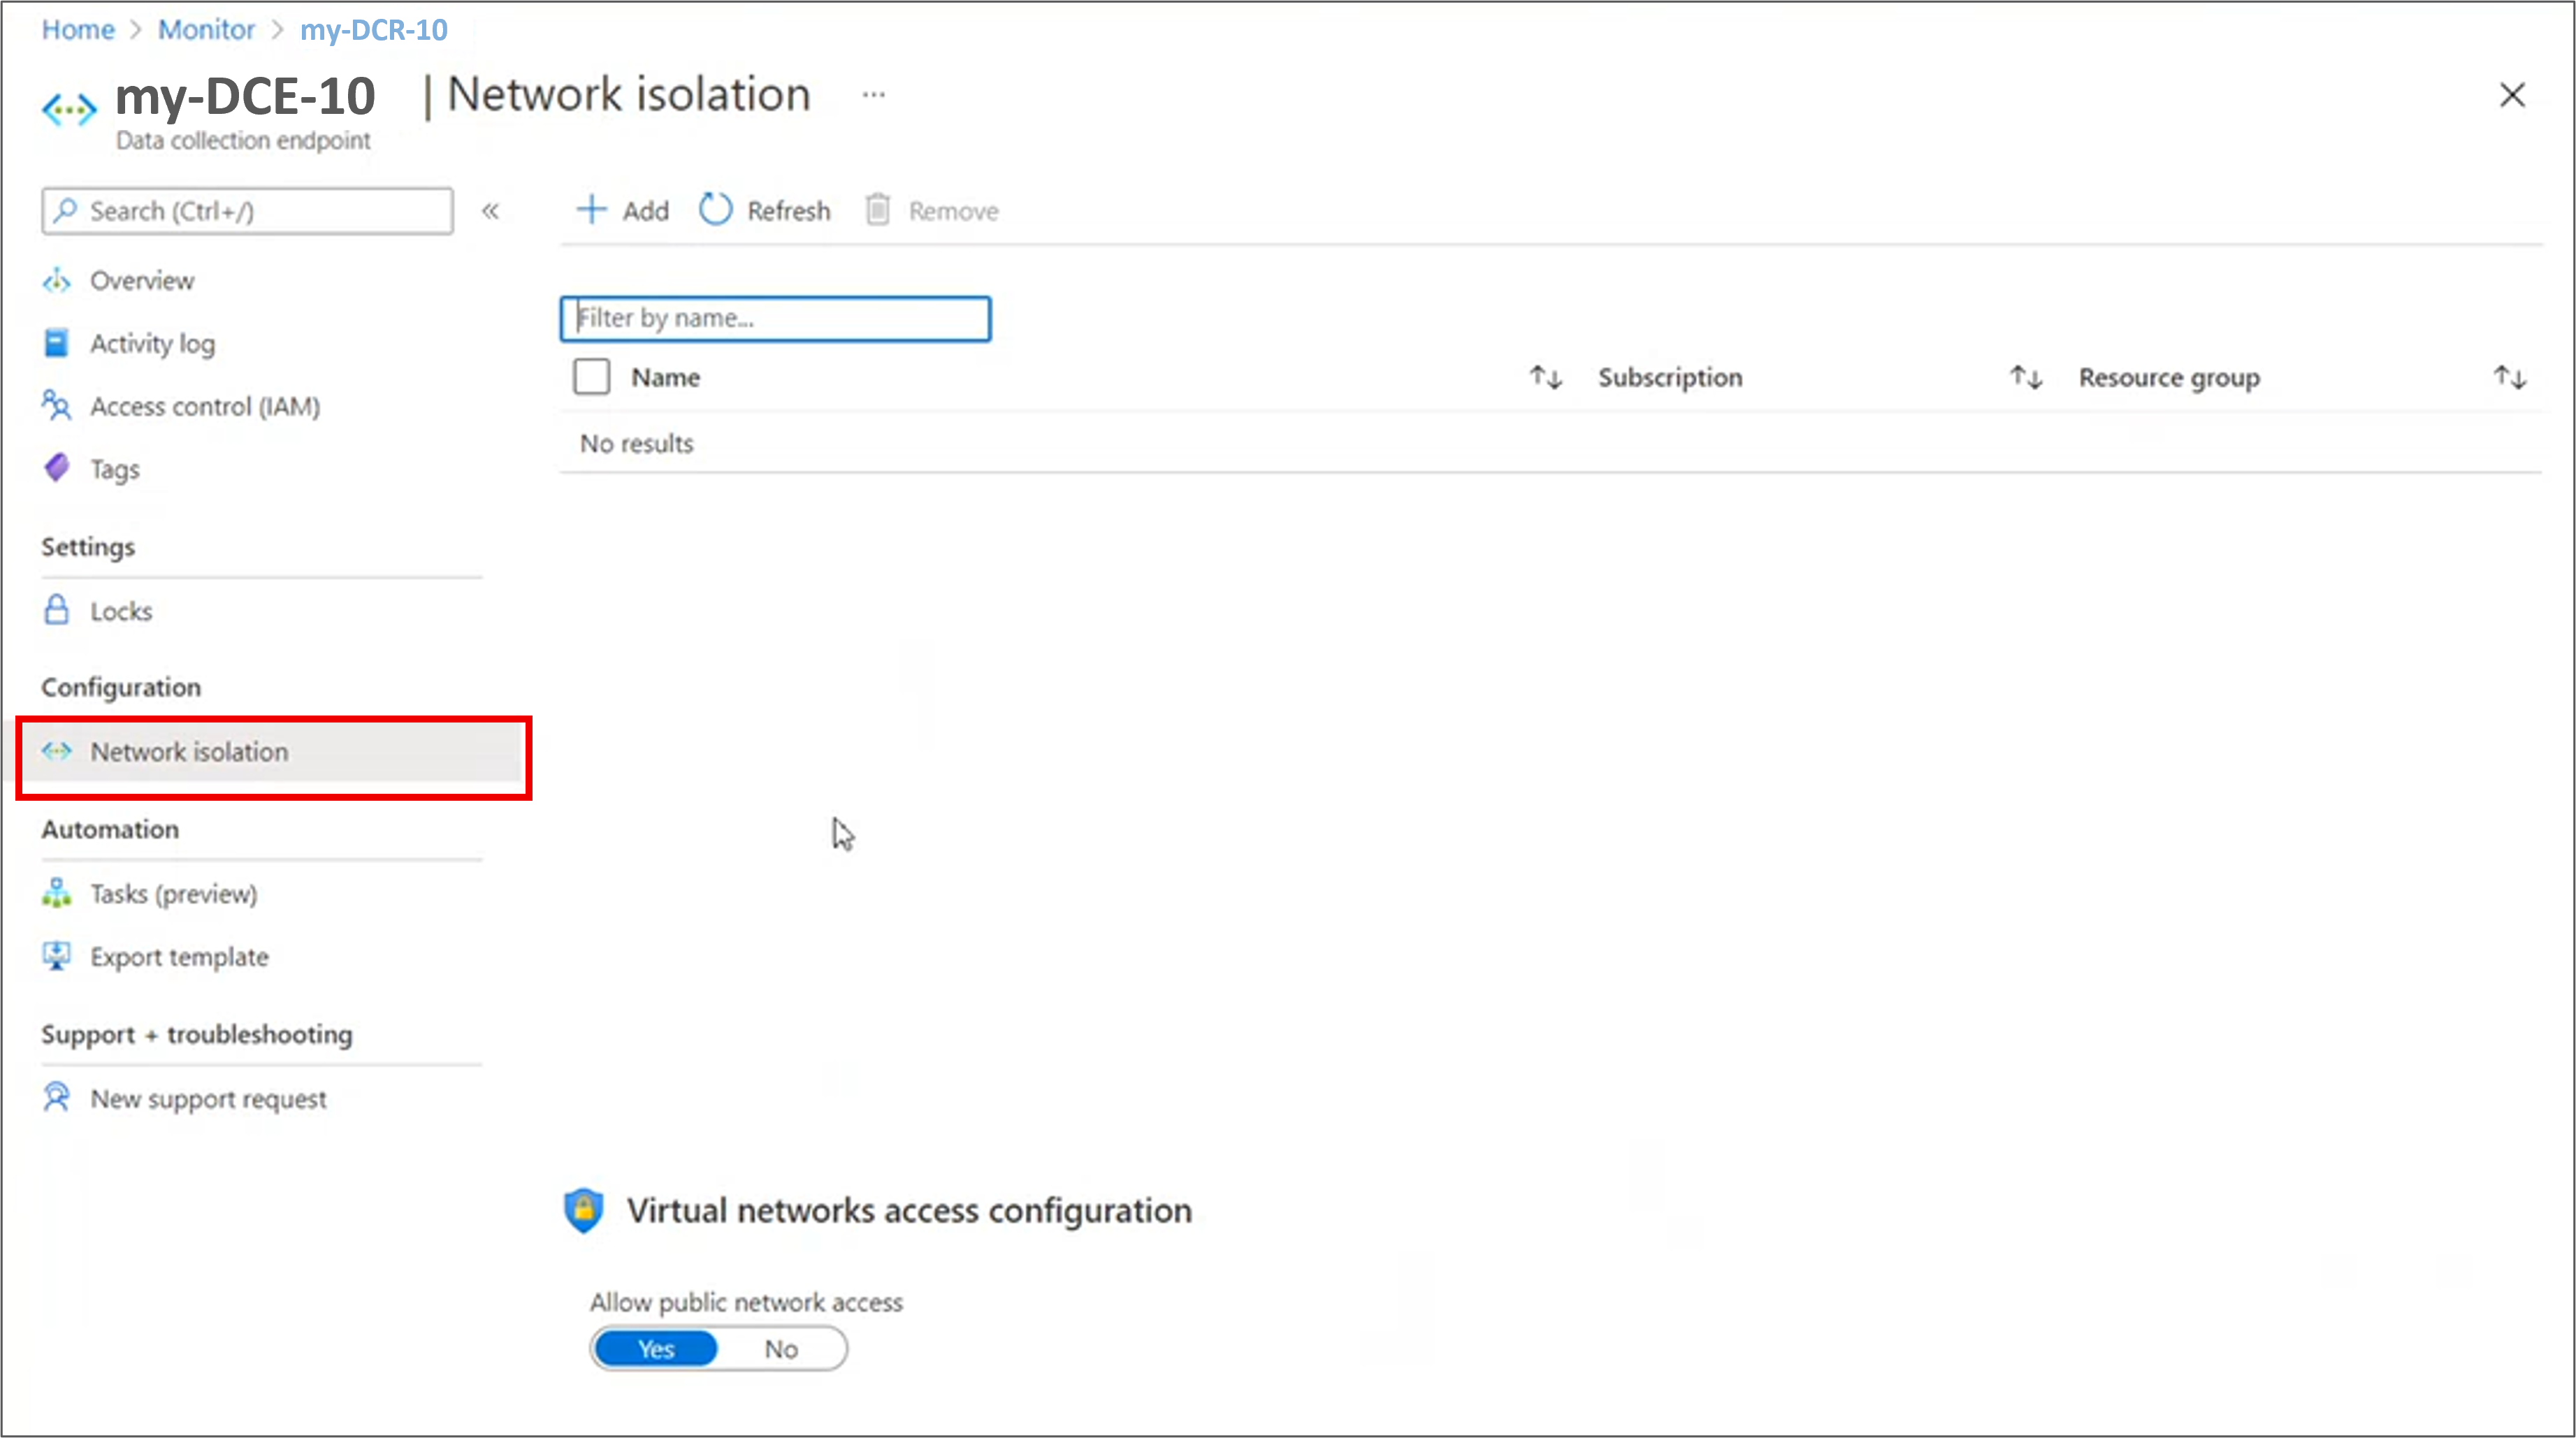 Home > Monitor > my-DCR-10
my-DCE-10 | Network isolation ...
Data collection endpoint
Search (Ctrl+/) «
Add Refresh Remove
Overview
Activity log
Access control (IAM)
Tags
Settings
Locks
Configuration
Network isolation
Automation
Tasks (preview)
Export template
Support + troubleshooting
New support request
Filter by name...
Name Subscription Resource group
No results
Virtual networks access configuration
Allow public network access
Yes No